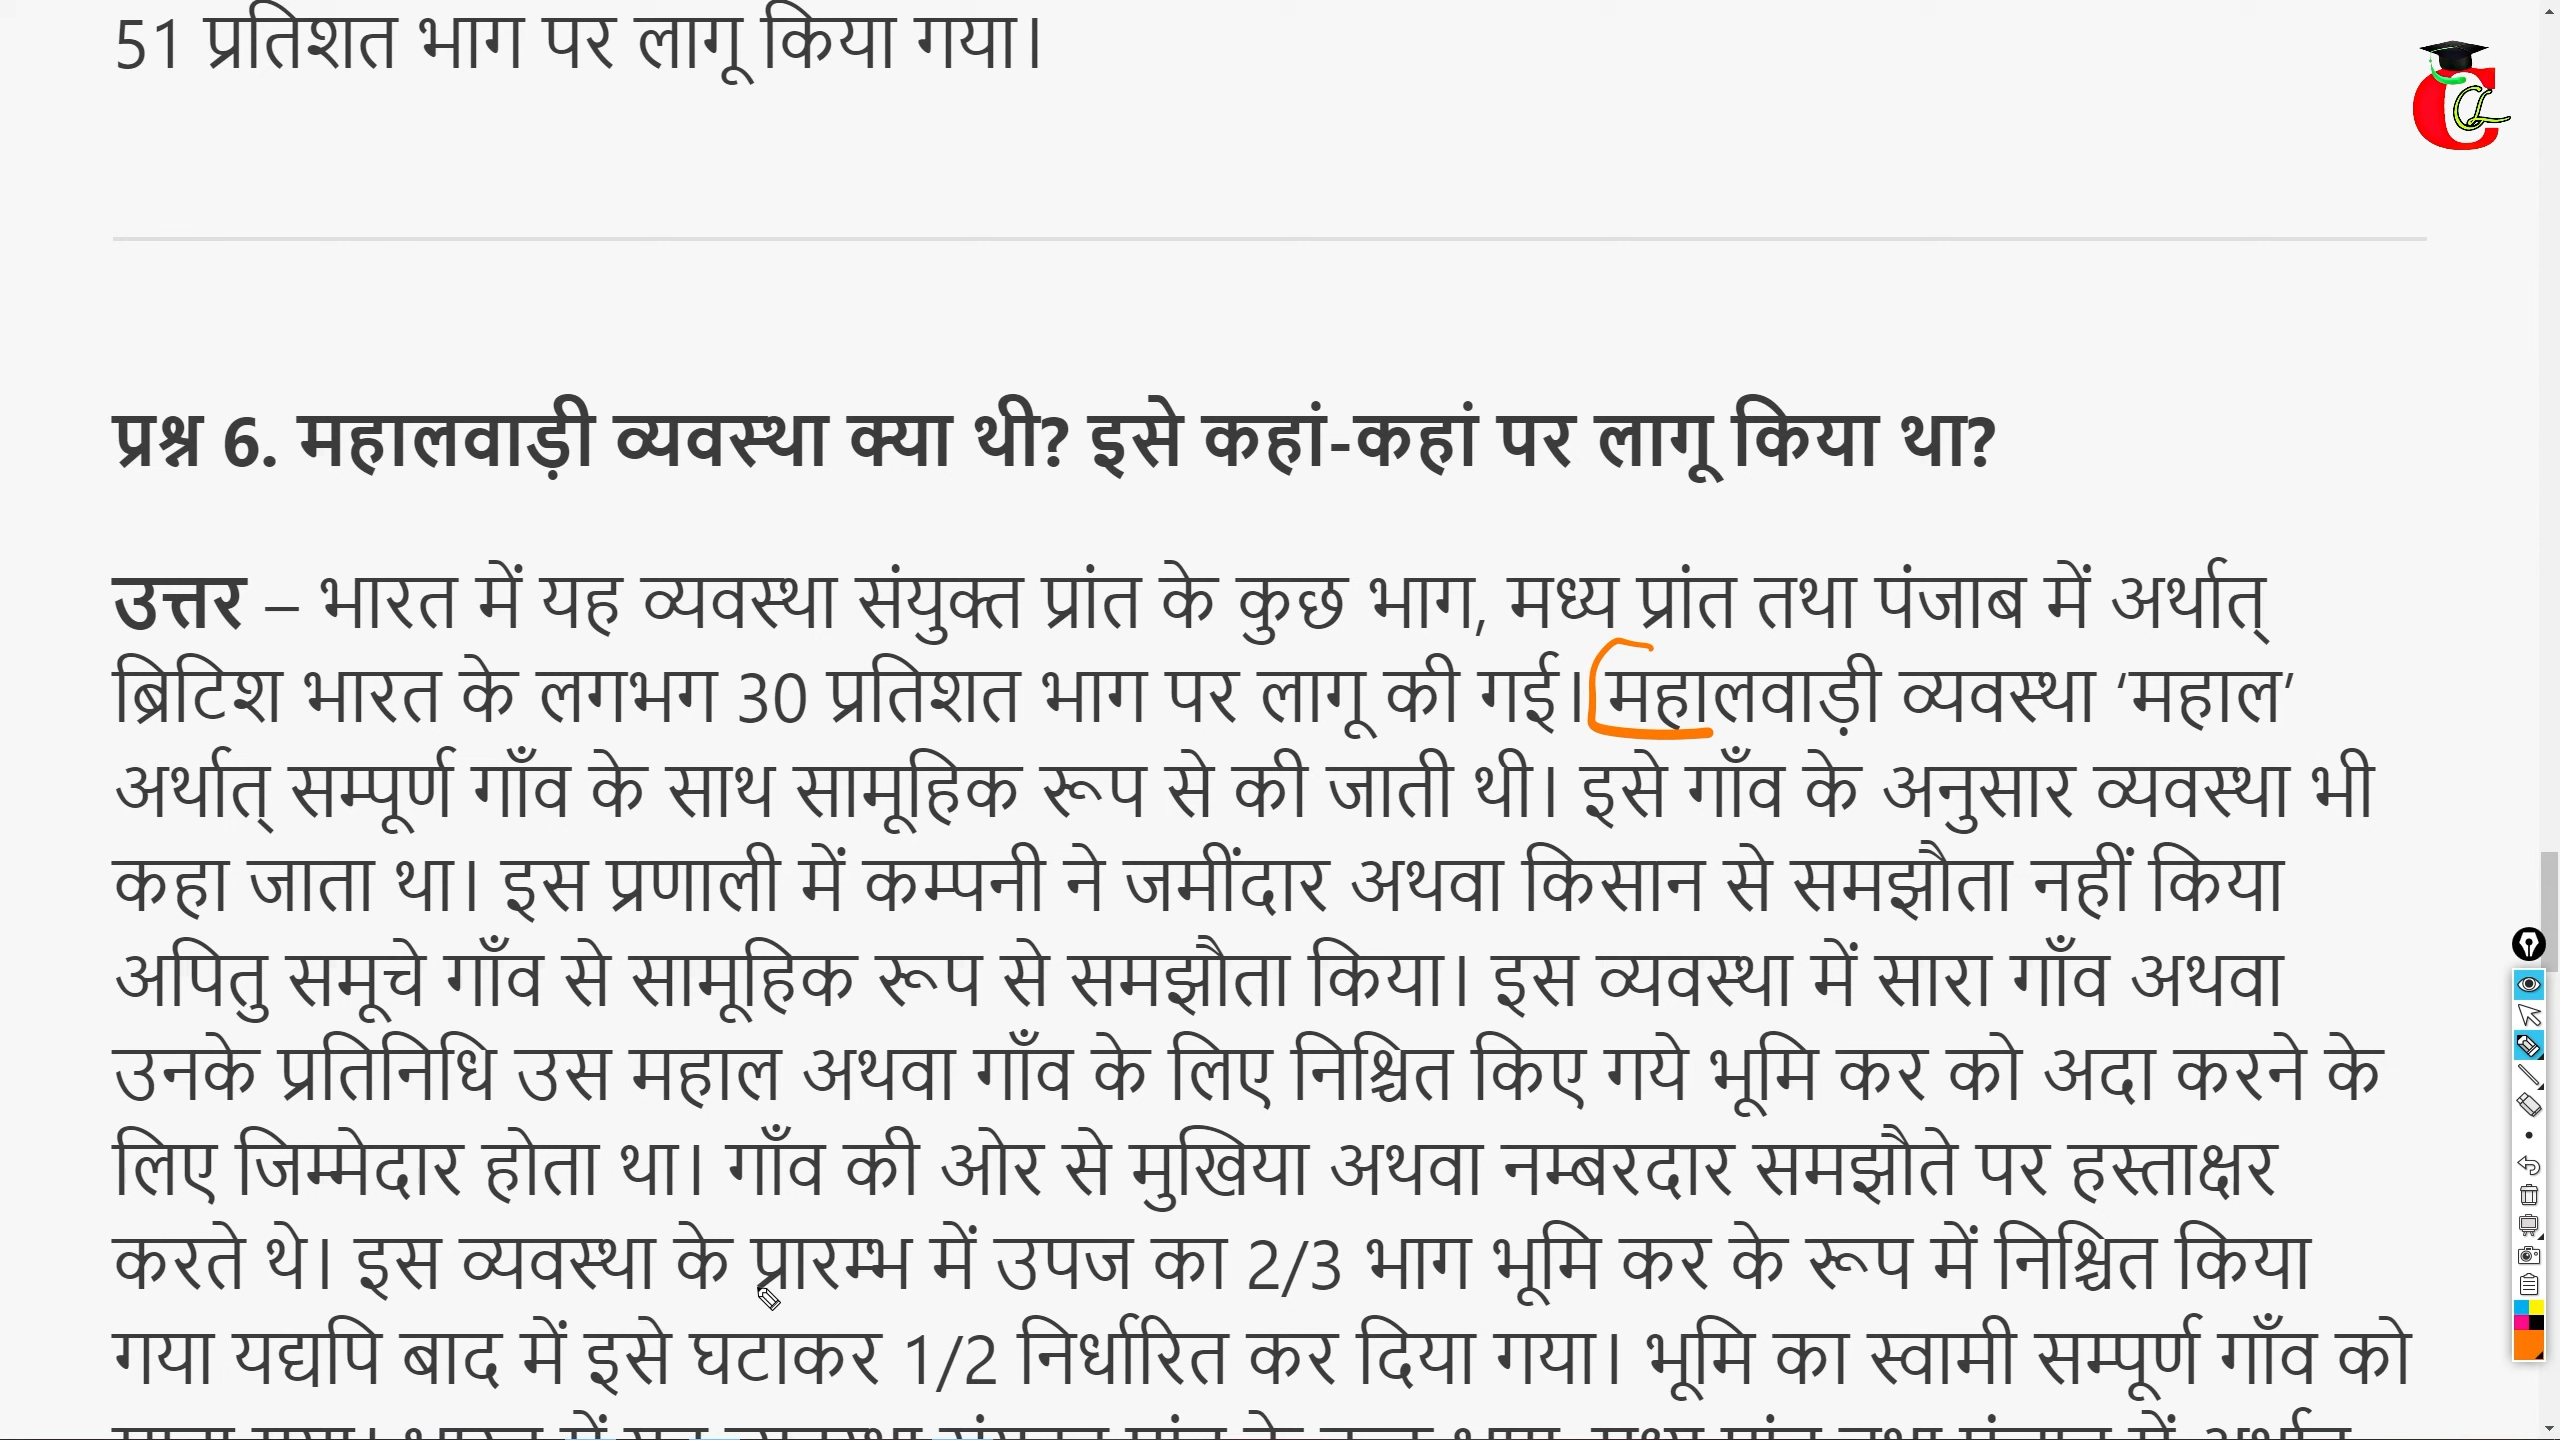 51 प्रतिशत भाग पर लागू किया गया।
प्रश्न 6. महालवाड़ी व्यवस्था क्या थी? इसे कहां-कहां पर लागू किया था?
उत्तर – भारत में यह व्यवस्था संयुक्त प्रांत के कुछ भाग, मध्य प्रांत तथा पंजाब में अर्थात्
ब्रिटिश भारत के लगभग 30 प्रतिशत भाग पर लागू की गई। महालवाड़ी व्यवस्था ‘महाल’
अर्थात् सम्पूर्ण गाँव के साथ सामूहिक रूप से की जाती थी। इसे गाँव के अनुसार व्यवस्था भी
कहा जाता था। इस प्रणाली में कम्पनी ने जमींदार अथवा किसान से समझौता नहीं किया
अपितु समूचे गाँव से सामूहिक रूप से समझौता किया। इस व्यवस्था में सारा गाँव अथवा
उनके प्रतिनिधि उस महाल अथवा गाँव के लिए निश्चित किए गये भूमि कर को अदा करने के
लिए जिम्मेदार होता था। गाँव की ओर से मुखिया अथवा नम्बरदार समझौते पर हस्ताक्षर
करते थे। इस व्यवस्था के प्रारम्भ में उपज का 2/3 भाग भूमि कर के रूप में निश्चित किया
गया यद्यपि बाद में इसे घटाकर 1/2 निर्धारित कर दिया गया। भूमि का स्वामी सम्पूर्ण गाँव को